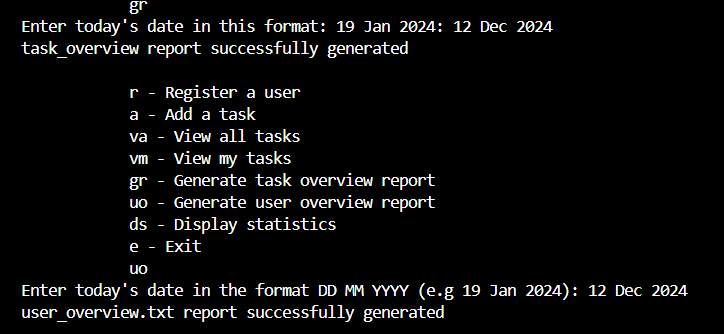 gr
Enter today's date in this format: 19 Jan 2024: 12 Dec 2024
task_overview report successfully generated
r - Register a user
a - Add a task
va - View all tasks
vm - View my tasks
gr - Generate task overview report
uo - Generate user overview report
ds - Display statistics
e - Exit
uo
Enter today's date in the format DD MM YYYY (e.g 19 Jan 2024): 12 Dec 2024
user_overview.txt report successfully generated